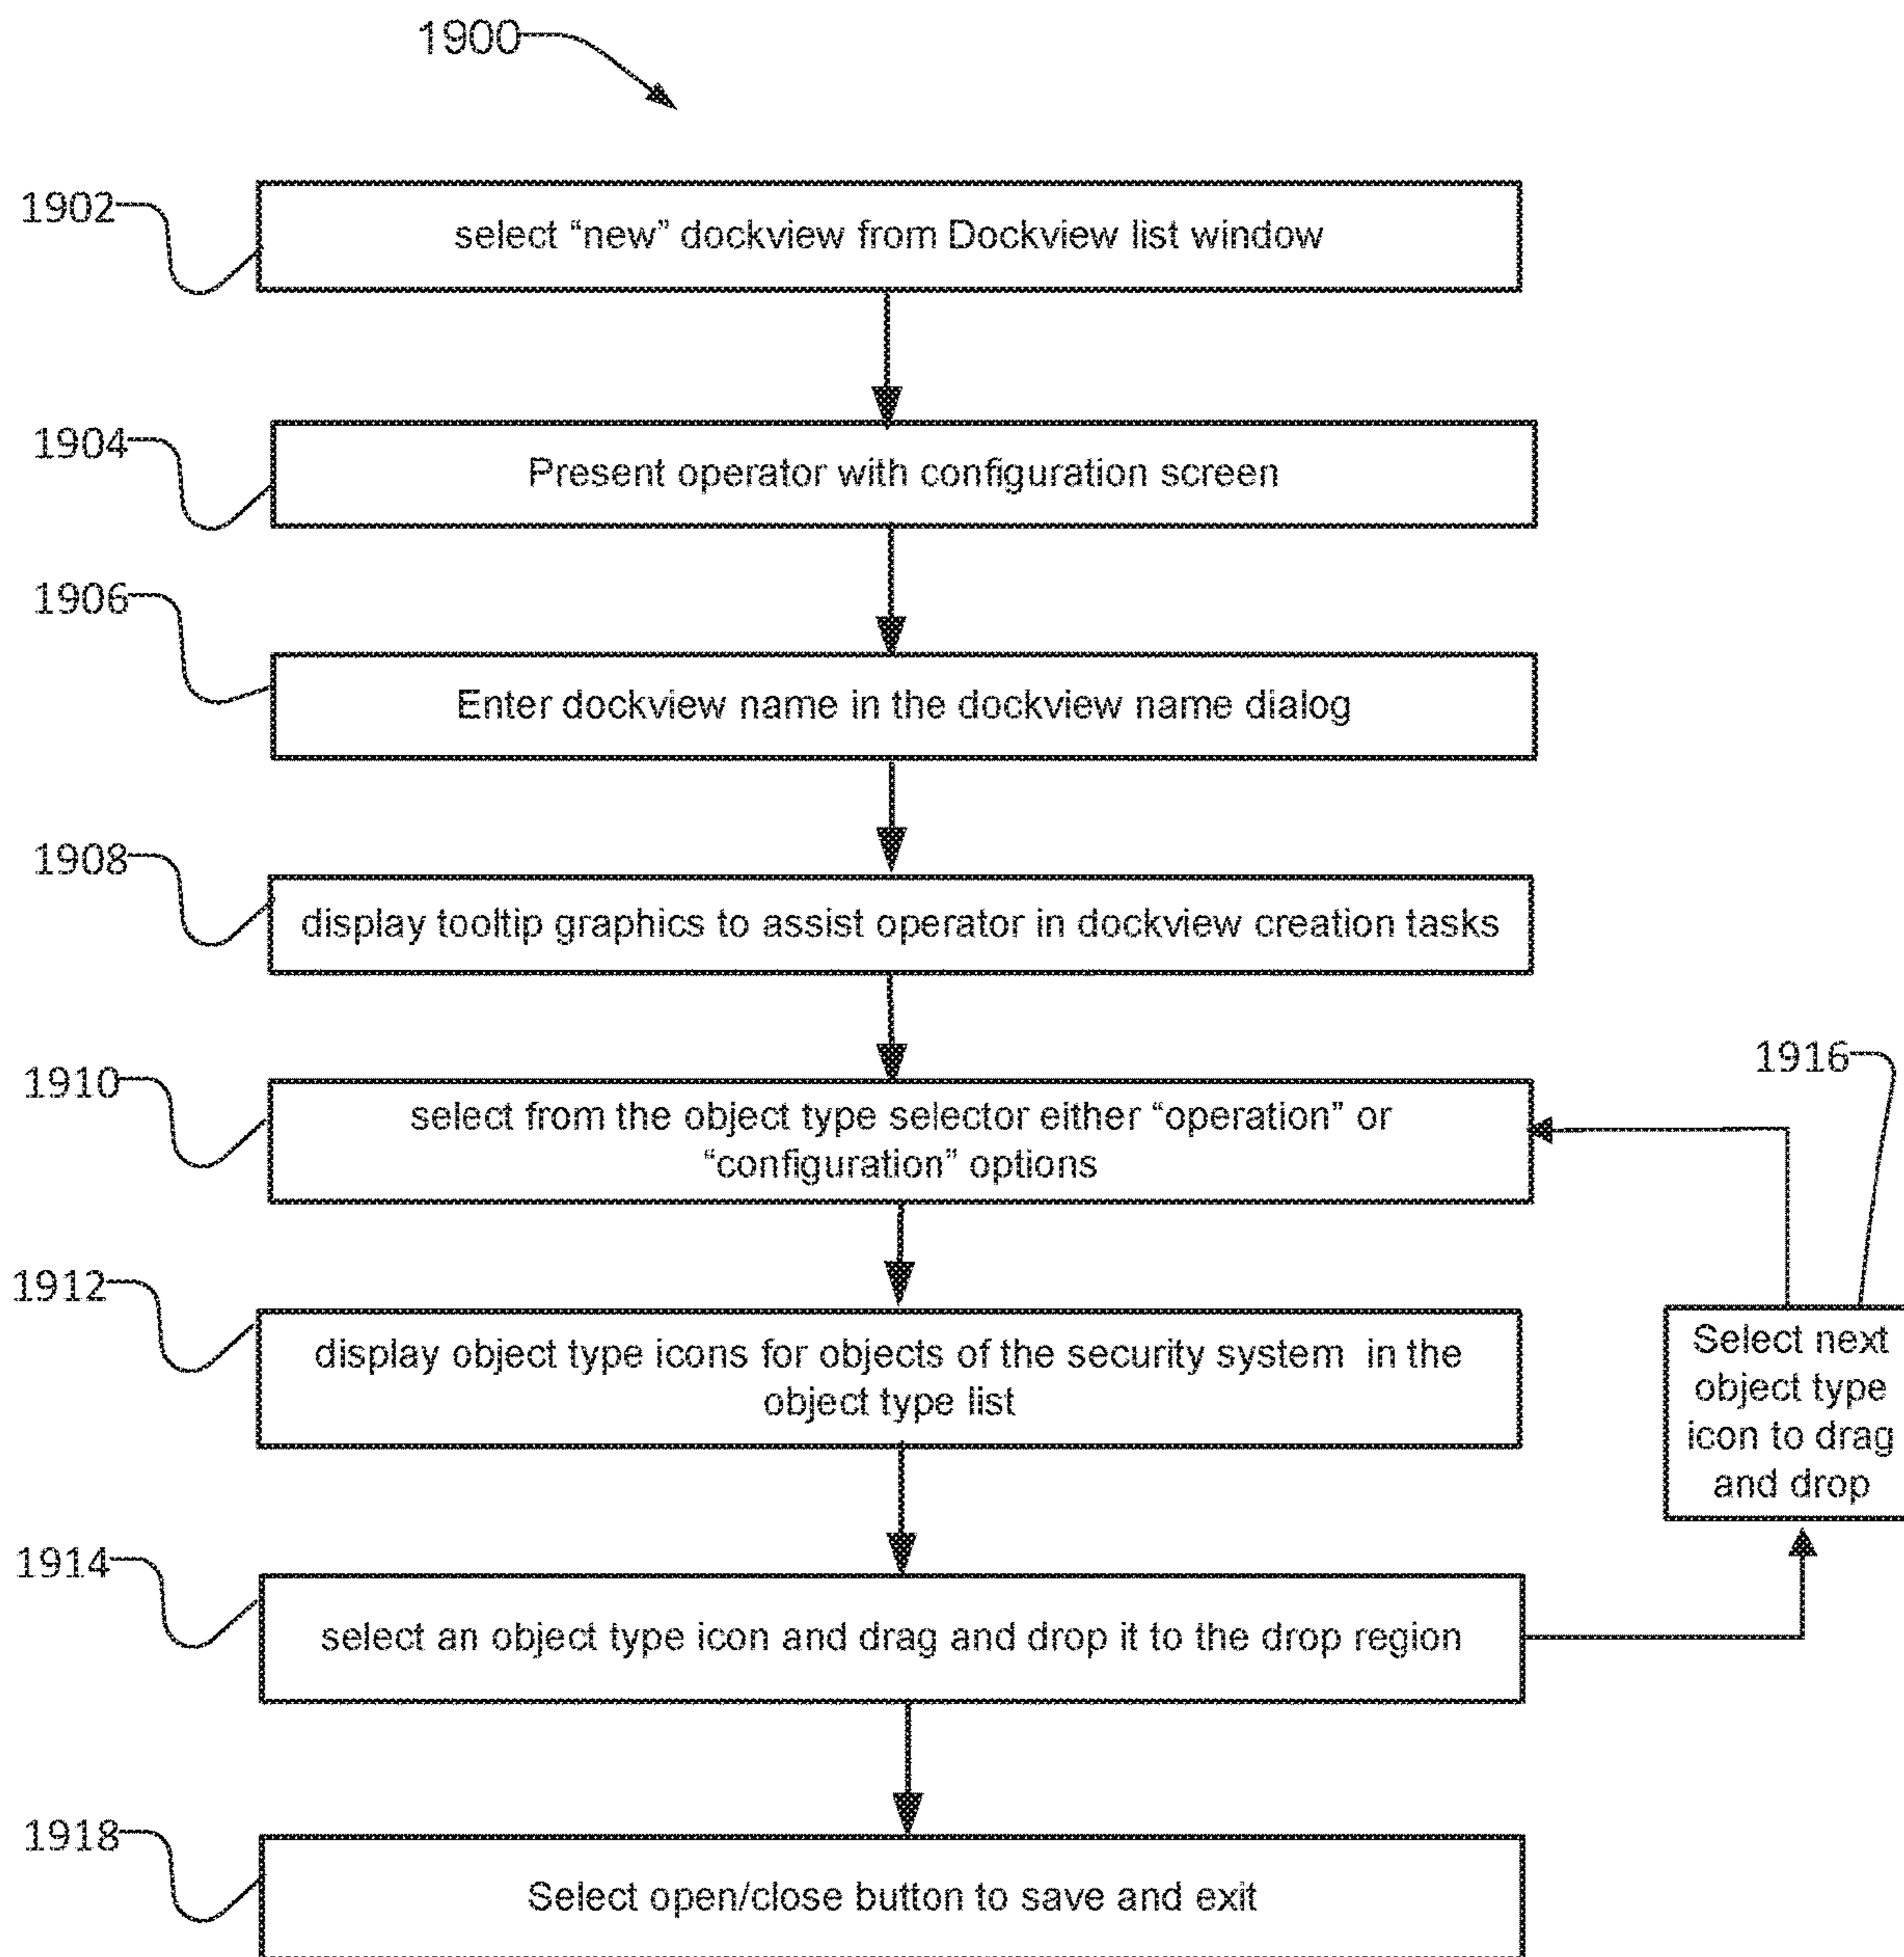 1900
1902
select “new” dockview from Dockview list window
1904
Present operator with configuration screen
1906
Enter dockview name in the dockview name dialog
1908
display tooltip graphics to assist operator in dockview creation tasks
1910
select from the object type selector either “operation” or
“configuration” options
1916
Select next
object type
icon to drag
and drop
1912
display object type icons for objects of the security system in the
object type list
1914
select an object type icon and drag and drop it to the drop region
1918
Select open/close button to save and exit